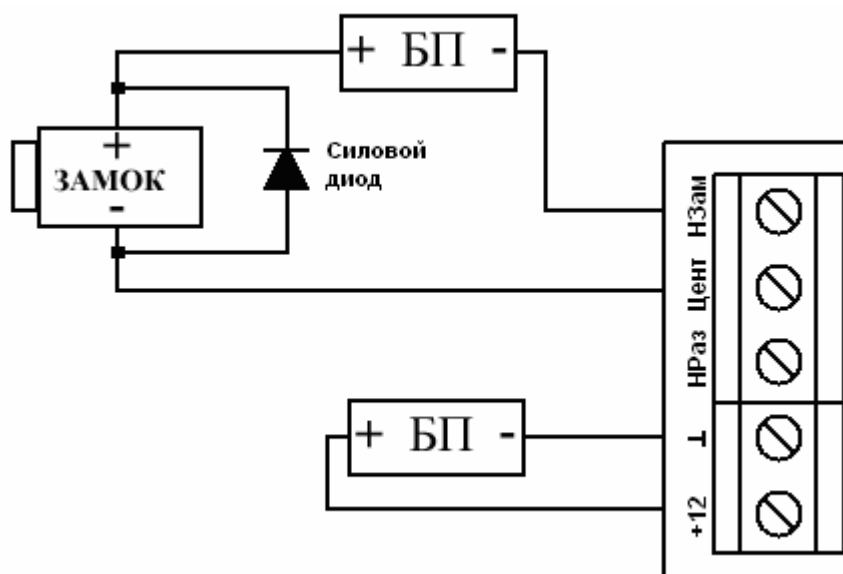 + БП -
+
ЗАМОК
-
Силовой
диод
НЗам
Цент
НРаз
⊥
+12
+ БП -